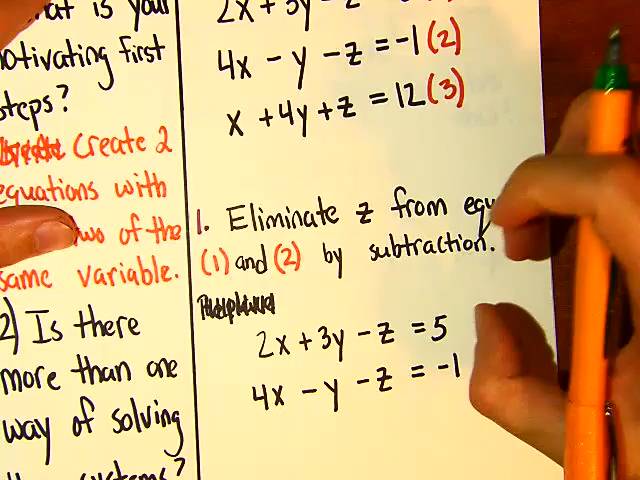 what is your
motivating first
steps?
Create 2
equations with
two of the
same variable.
2) Is there
more than one
way of solving
systems?
2x + 3y - z
4x - y - z = -1 (2)
x + 4y + z = 12 (3)
1. Eliminate z from equ
(1) and (2) by subtraction.
2x + 3y - z = 5
4x - y - z = -1